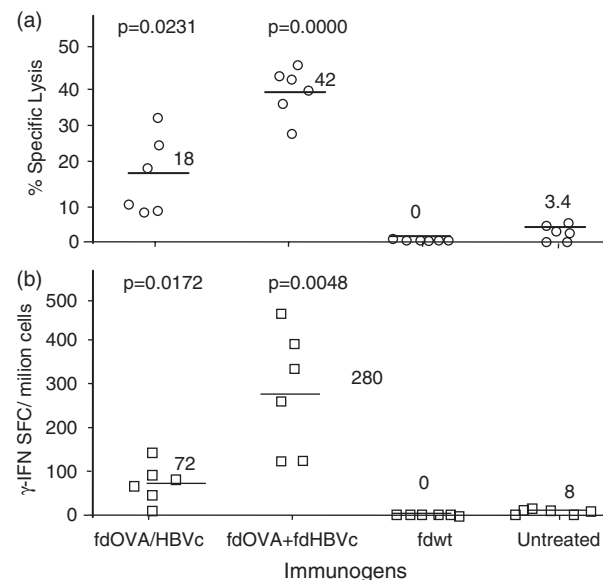 (a)
p=0.0231 p=0.0000
% Specific Lysis
50
40
30
20
10
0
18
42
0
3.4
(b)
p=0.0172 p=0.0048
γ-IFN SFC/ milion cells
500
400
300
200
100
0
72
280
0
8
fdOVA/HBVc fdOVA+fdHBVc fdwt Untreated
Immunogens